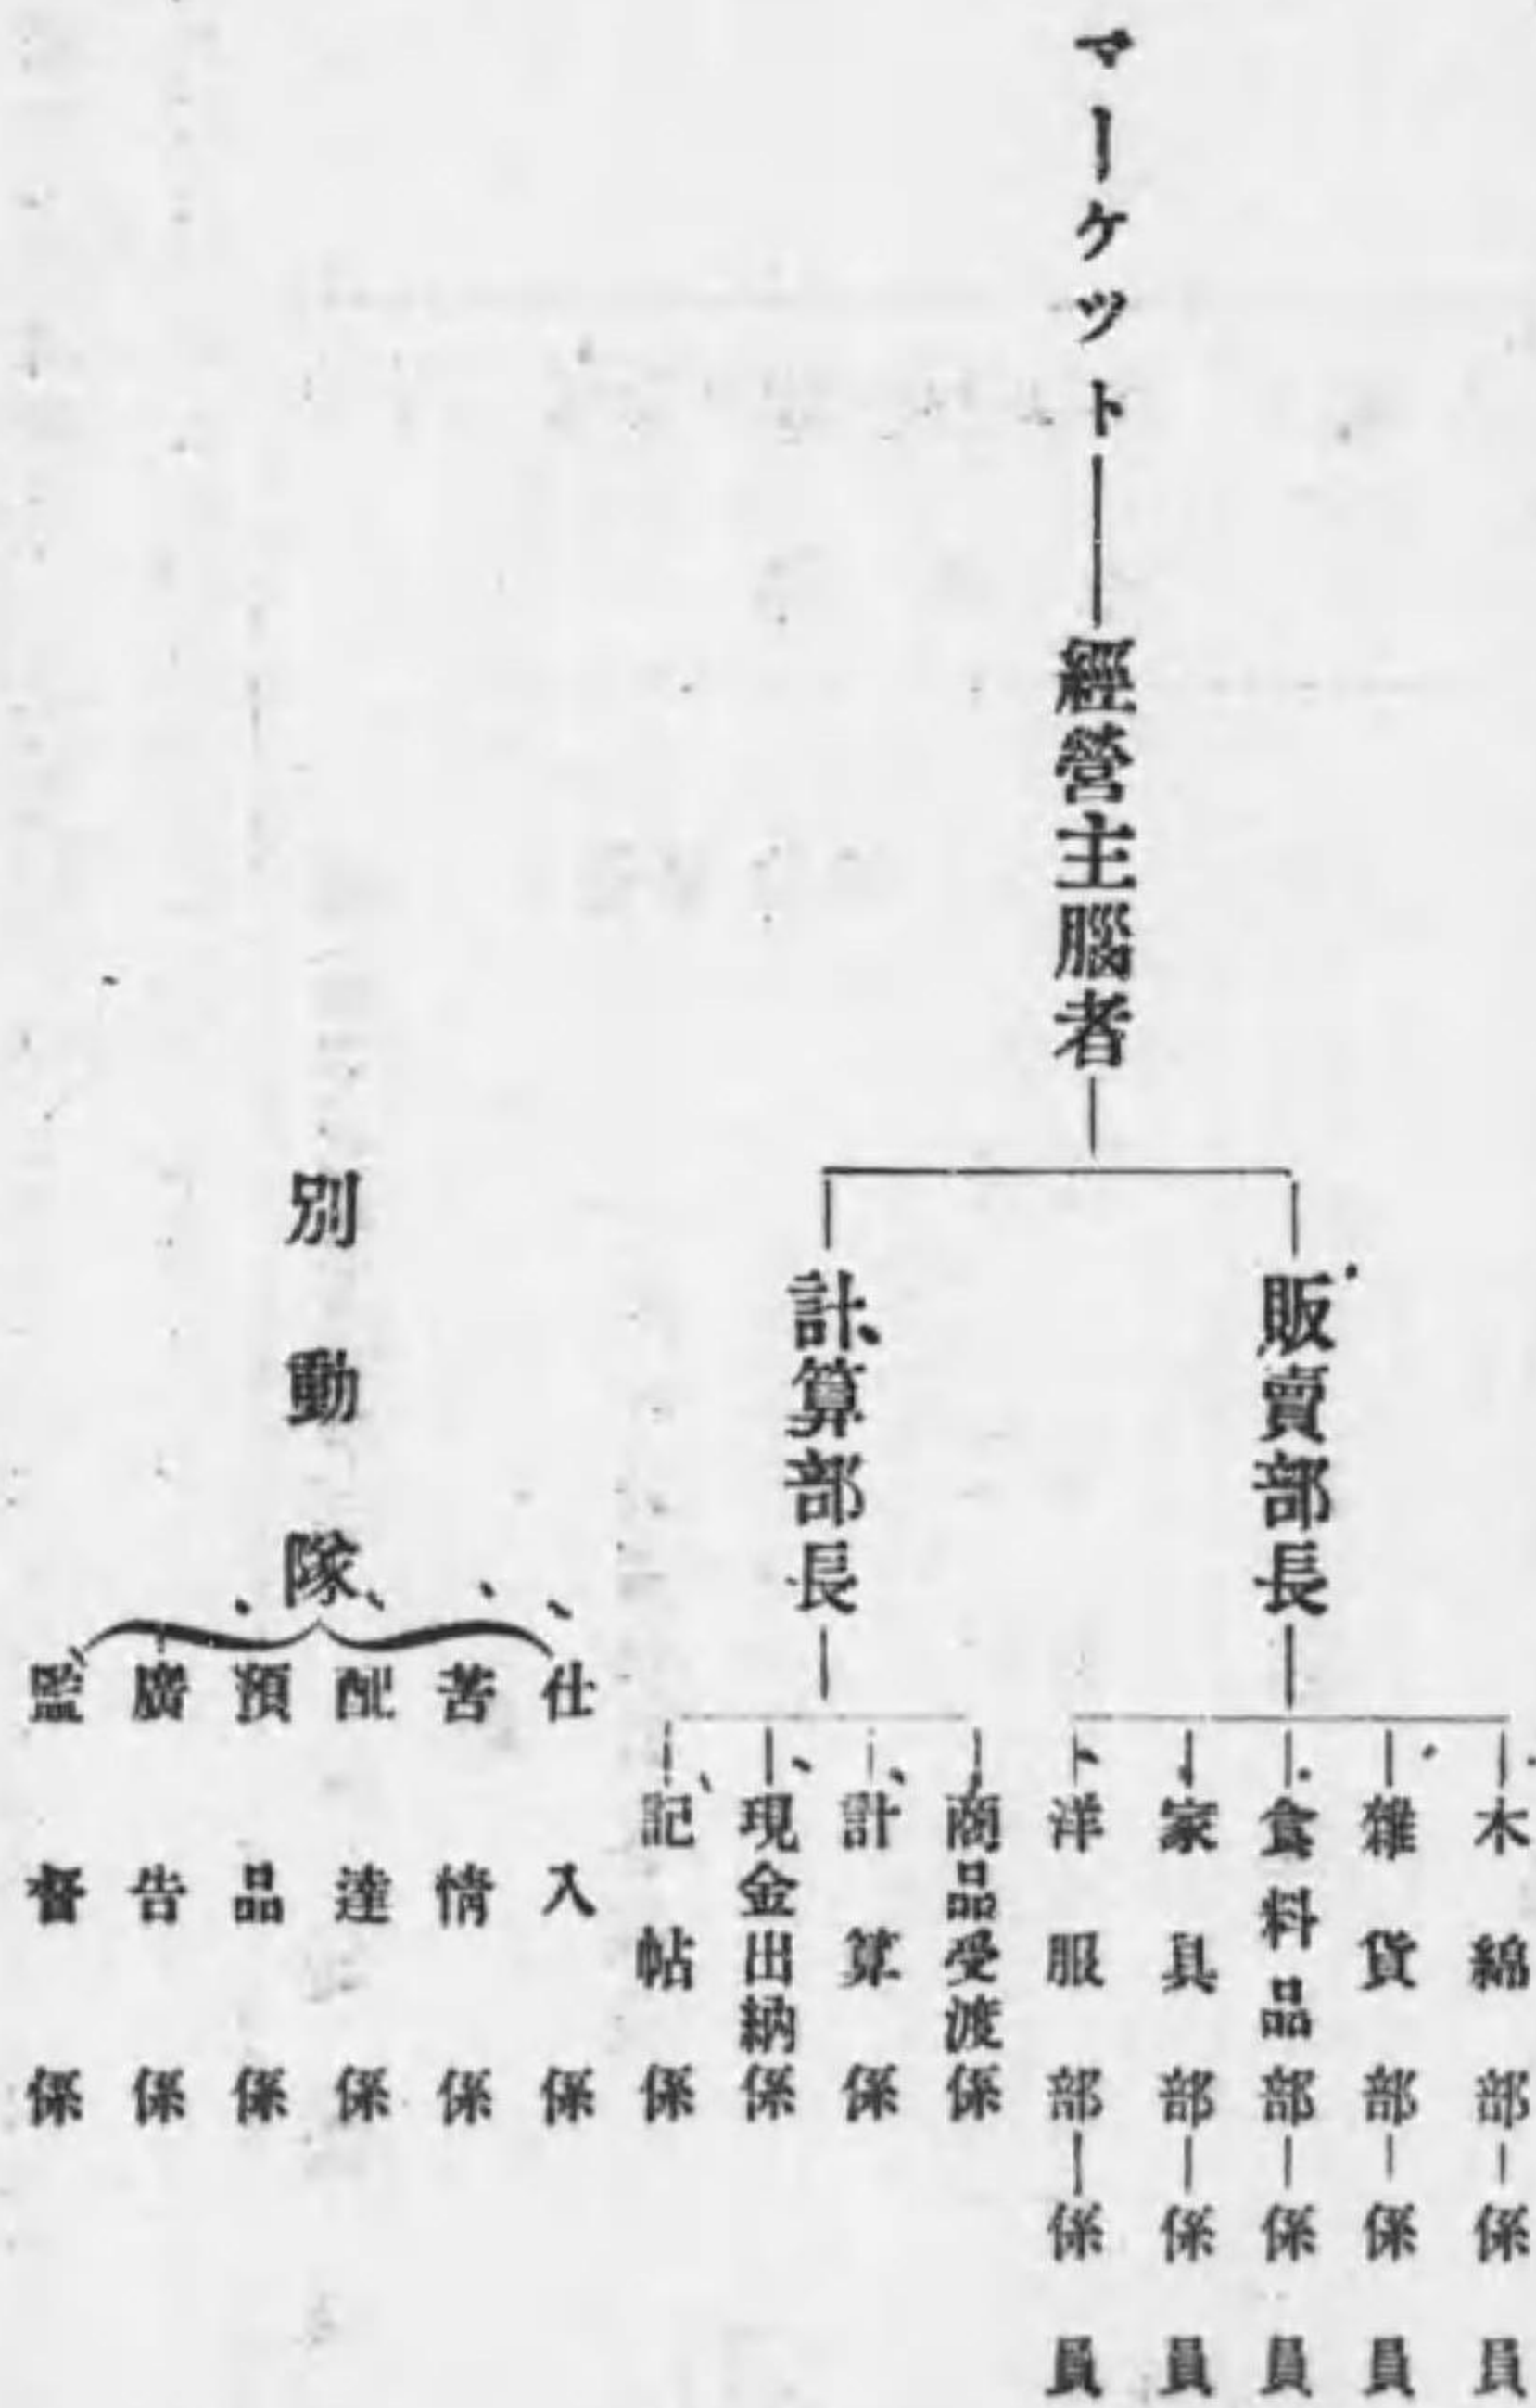 マーケット
經營主腦者
販賣部長
木綿部
係員
雜貨部
係員
食料品部
係員
家具部
係員
洋服部
係員
計算部長
商品受渡係
計算係
現金出納係
記帖係
別動隊
仕入係
苦情係
配達係
預品係
廣告係
監督係